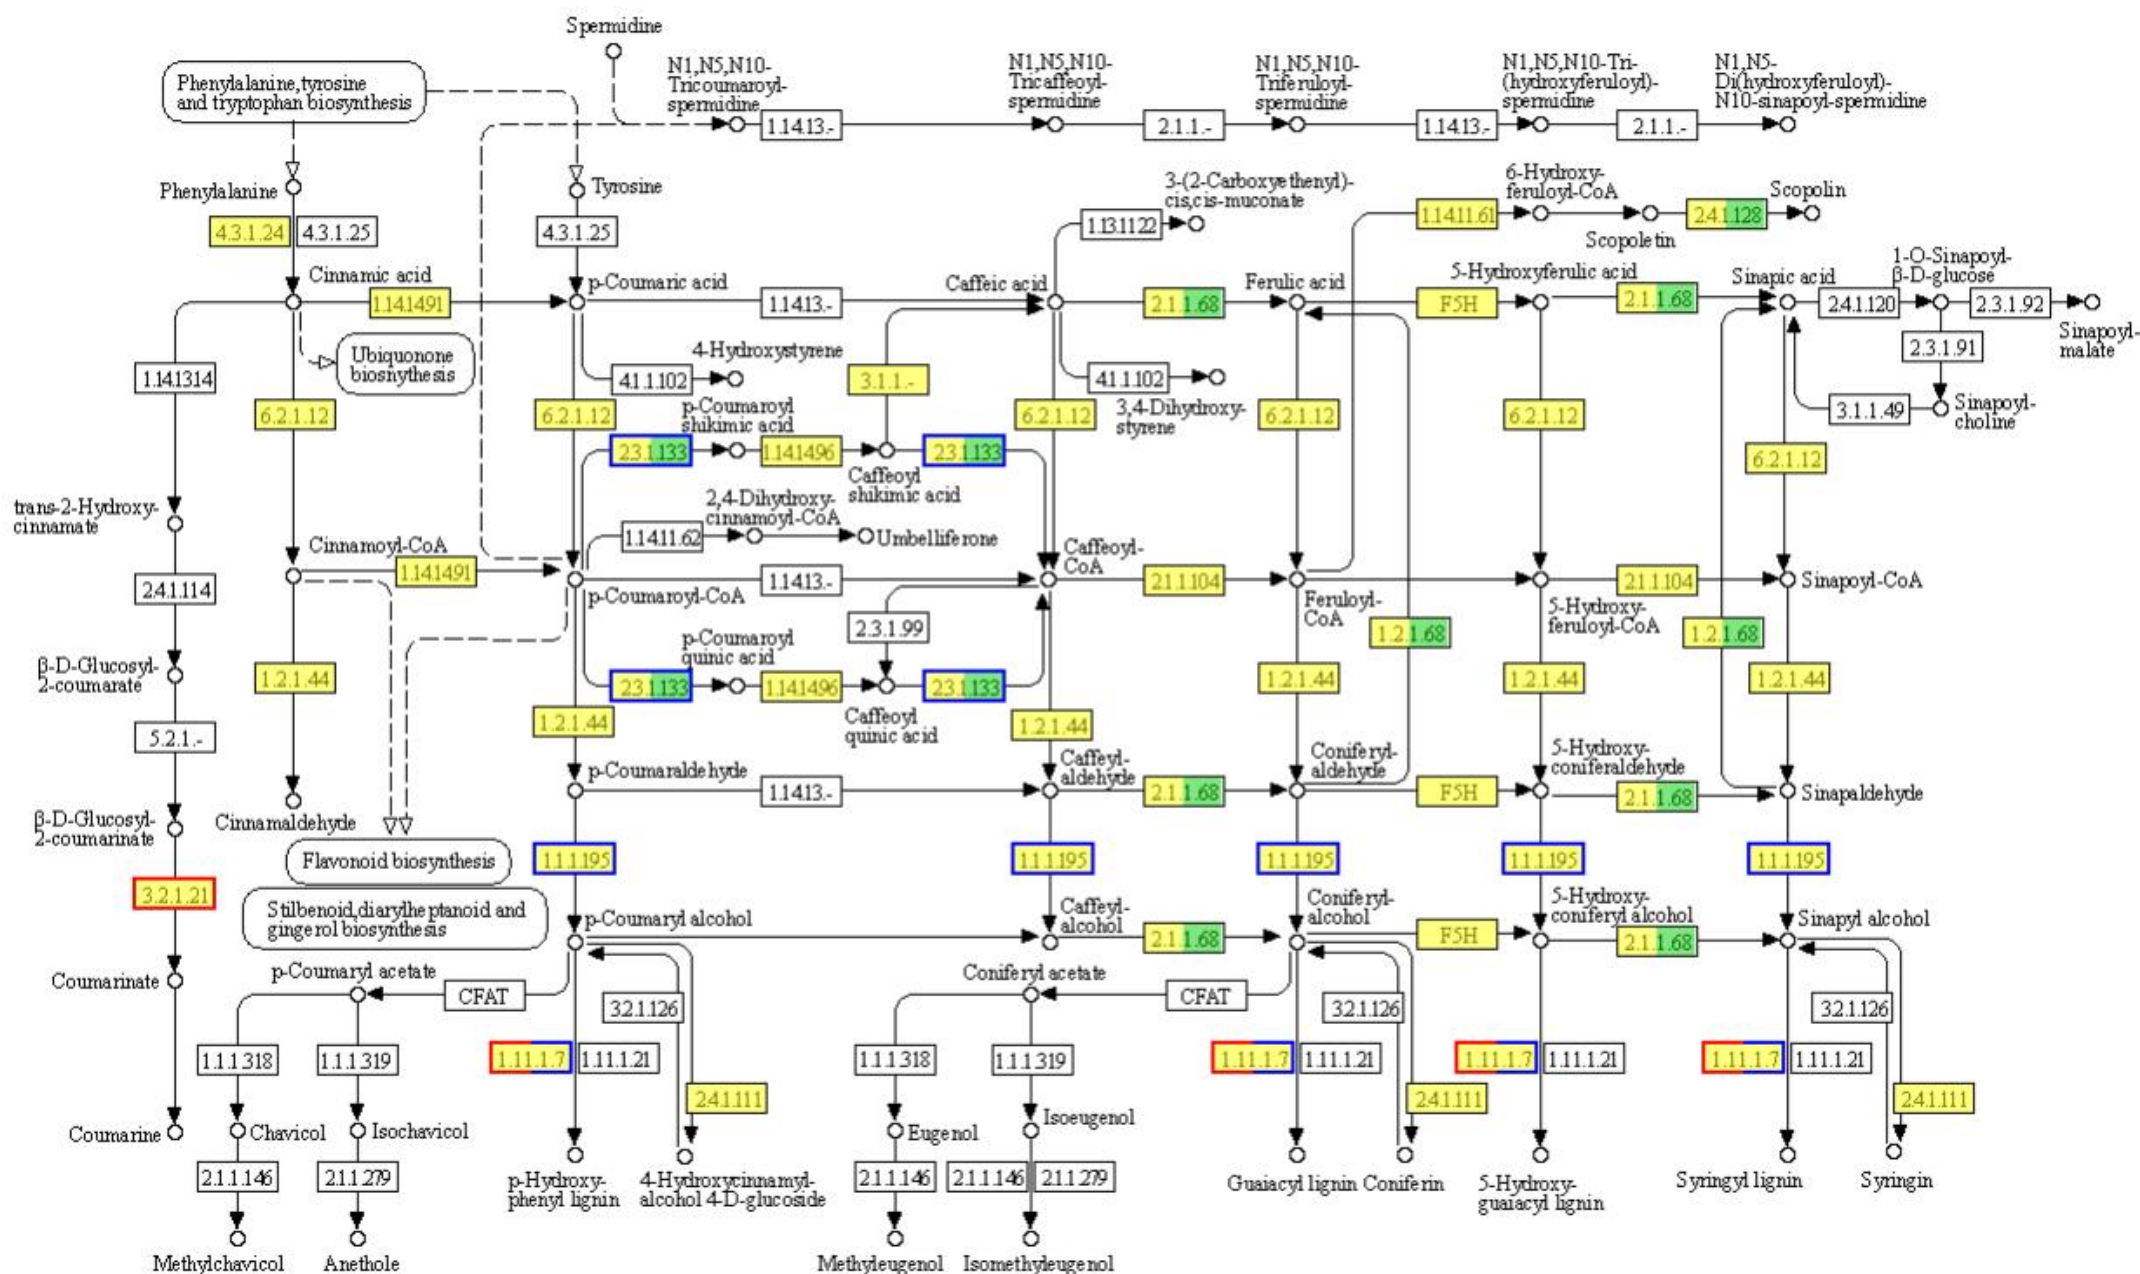 Spermidine
Phenylalanine,tyrosine
and tryptophan biosynthesis
N1,N5,N10-
Tricoumaroyl-
spermidine
N1,N5,N10-
Tricaffeoyl-
spermidine
N1,N5,N10-
Triferuloyl-
spermidine
N1,N5,N10-Tri-
(hydroxyferuloyl)-
spermidine
N1,N5-
Di(hydroxyferuloyl)-
N10-sinapoyl-spermidine
1.14.13.-
2.1.1.-
1.14.13.-
2.1.1.-
Phenylalanine
Tyrosine
3-(2-Carboxyethenyl)-
cis,cis-muconate
6-Hydroxy-
feruloyl-CoA
Scopolin
4.3.1.24
4.3.1.25
4.3.1.25
1.13.11.22
1.14.11.61
2.4.1.128
Scopoletin
Cinnamic acid
p-Coumaric acid
Caffeic acid
Ferulic acid
5-Hydroxyferulic acid
Sinapic acid
1-O-Sinapoyl-
β-D-glucose
1.14.14.91
1.14.13.-
2.1.1.68
F5H
2.1.1.68
2.4.1.120
2.3.1.92
Sinapoyl-
malate
Ubiquonone
biosnythesis
4-Hydroxystyrene
2.3.1.91
1.14.13.14
4.1.1.102
3.1.1.-
4.1.1.102
6.2.1.12
6.2.1.12
p-Coumaroyl
shikimic acid
6.2.1.12
3,4-Dihydroxy-
styrene
6.2.1.12
6.2.1.12
3.1.1.49
Sinapoyl-
choline
2.3.1.133
1.14.14.96
2.3.1.133
6.2.1.12
Caffeoyl
shikimic acid
trans-2-Hydroxy-
cinnamate
2,4-Dihydroxy-
cinnamoyl-CoA
1.14.11.62
Umbelliferone
Cinnamoyl-CoA
Caffeoyl-
CoA
1.14.14.91
1.14.13.-
2.1.1.104
2.1.1.104
Sinapoyl-CoA
2.4.1.114
p-Coumaroyl-CoA
Feruloyl-
CoA
5-Hydroxy-
feruloyl-CoA
2.3.1.99
1.2.1.68
1.2.1.68
β-D-Glucosyl-
2-coumarate
p-Coumaroyl
quinic acid
1.2.1.44
2.3.1.133
1.14.14.96
2.3.1.133
1.2.1.44
1.2.1.44
1.2.1.44
5.2.1.-
1.2.1.44
Caffeoyl
quinic acid
1.2.1.44
p-Coumaraldehyde
Caffeyl-
aldehyde
Coniferyl-
aldehyde
5-Hydroxy-
coniferaldehyde
1.14.13.-
2.1.1.68
F5H
2.1.1.68
Sinapaldehyde
β-D-Glucosyl-
2-coumarinate
Cinnamaldehyde
Flavonoid biosynthesis
1.1.1.195
1.1.1.195
1.1.1.195
1.1.1.195
1.1.1.195
3.2.1.21
Stilbenoid,diarylheptanoid and
gingerol biosynthesis
p-Coumaryl alcohol
Caffeyl-
alcohol
Coniferyl-
alcohol
5-Hydroxy-
coniferyl alcohol
Sinapyl alcohol
2.1.1.68
F5H
2.1.1.68
Coumarinate
p-Coumaryl acetate
CFAT
Coniferyl acetate
CFAT
3.2.1.126
3.2.1.126
3.2.1.126
1.1.1.318
1.1.1.319
1.11.1.7
1.11.1.21
1.1.1.318
1.1.1.319
1.11.1.7
1.11.1.21
1.11.1.7
1.11.1.21
1.11.1.7
1.11.1.21
2.4.1.111
2.4.1.111
2.4.1.111
Coumarine
Chavicol
Isochavicol
Eugenol
Isoeugenol
2.1.1.146
2.1.1.279
p-Hydroxy-
phenyl lignin
4-Hydroxycinnamyl-
alcohol 4-D-glucoside
2.1.1.146
2.1.1.146
2.1.1.279
Guaiacyl lignin
Coniferin
5-Hydroxy-
guaiacyl lignin
Syringyl lignin
Syringin
Methylchavicol
Anethole
Methyleugenol
Isomethyleugenol